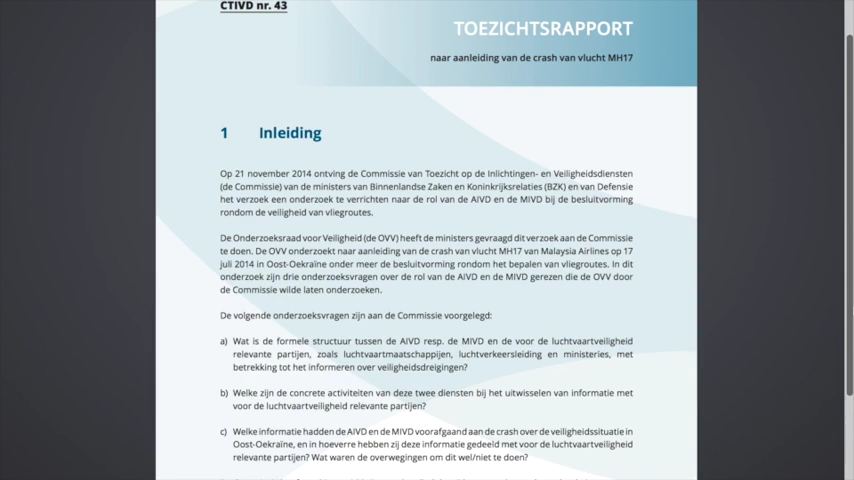 CTIVD nr. 43
TOEZICHTSRAPPORT
naar aanleiding van de crash van vlucht MH17
1 Inleiding
Op 21 november 2014 ontving de Commissie van Toezicht op de Inlichtingen- en Veiligheidsdiensten
(de Commissie) van de ministers van Binnenlandse Zaken en Koninkrijksrelaties (BZK) en van Defensie
het verzoek een onderzoek te verrichten naar de rol van de AIVD en de MIVD bij de besluitvorming
rondom de veiligheid van vliegroutes.
De Onderzoeksraad voor Veiligheid (de OVV) heeft de ministers gevraagd dit verzoek aan de Commissie
te doen. De OVV onderzoekt naar aanleiding van de crash van vlucht MH17 van Malaysia Airlines op 17
juli 2014 in Oost-Oekraïne onder meer de besluitvorming rondom het bepalen van vliegroutes. In dit
onderzoek zijn drie onderzoeksvragen over de rol van de AIVD en de MIVD gerezen die de OVV door
de Commissie wilde laten onderzoeken.
De volgende onderzoeksvragen zijn aan de Commissie voorgelegd:
a) Wat is de formele structuur tussen de AIVD resp. de MIVD en de voor de luchtvaartveiligheid
relevante partijen, zoals luchtvaartmaatschappijen, luchtverkeersleiding en ministeries, met
betrekking tot het informeren over veiligheidsdreigingen?
b) Welke zijn de concrete activiteiten van deze twee diensten bij het uitwisselen van informatie met
voor de luchtvaartveiligheid relevante partijen?
c) Welke informatie hadden de AIVD en de MIVD voorafgaand aan de crash over de veiligheidssituatie in
Oost-Oekraïne, en in hoeverre hebben zij deze informatie gedeeld met voor de luchtvaartveiligheid
relevante partijen? Wat waren de overwegingen om dit wel/niet te doen?